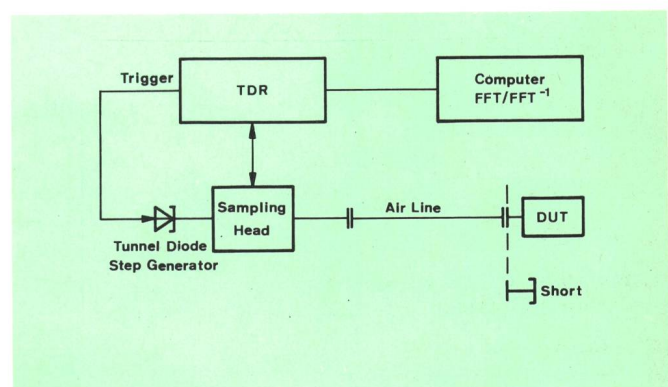 Trigger
TDR
Computer
FFT/FFT⁻¹
Sampling
Head
Air Line
DUT
Tunnel Diode
Step Generator
Short